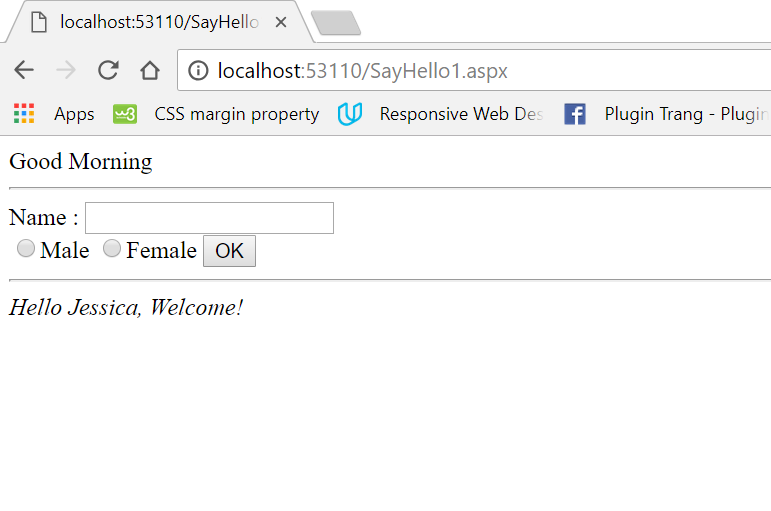 localhost:53110/SayHello
localhost:53110/SayHello1.aspx
Apps w3 CSS margin property Responsive Web Des Plugin Trang - Plugin
Good Morning
Name :
Male Female OK
Hello Jessica, Welcome!